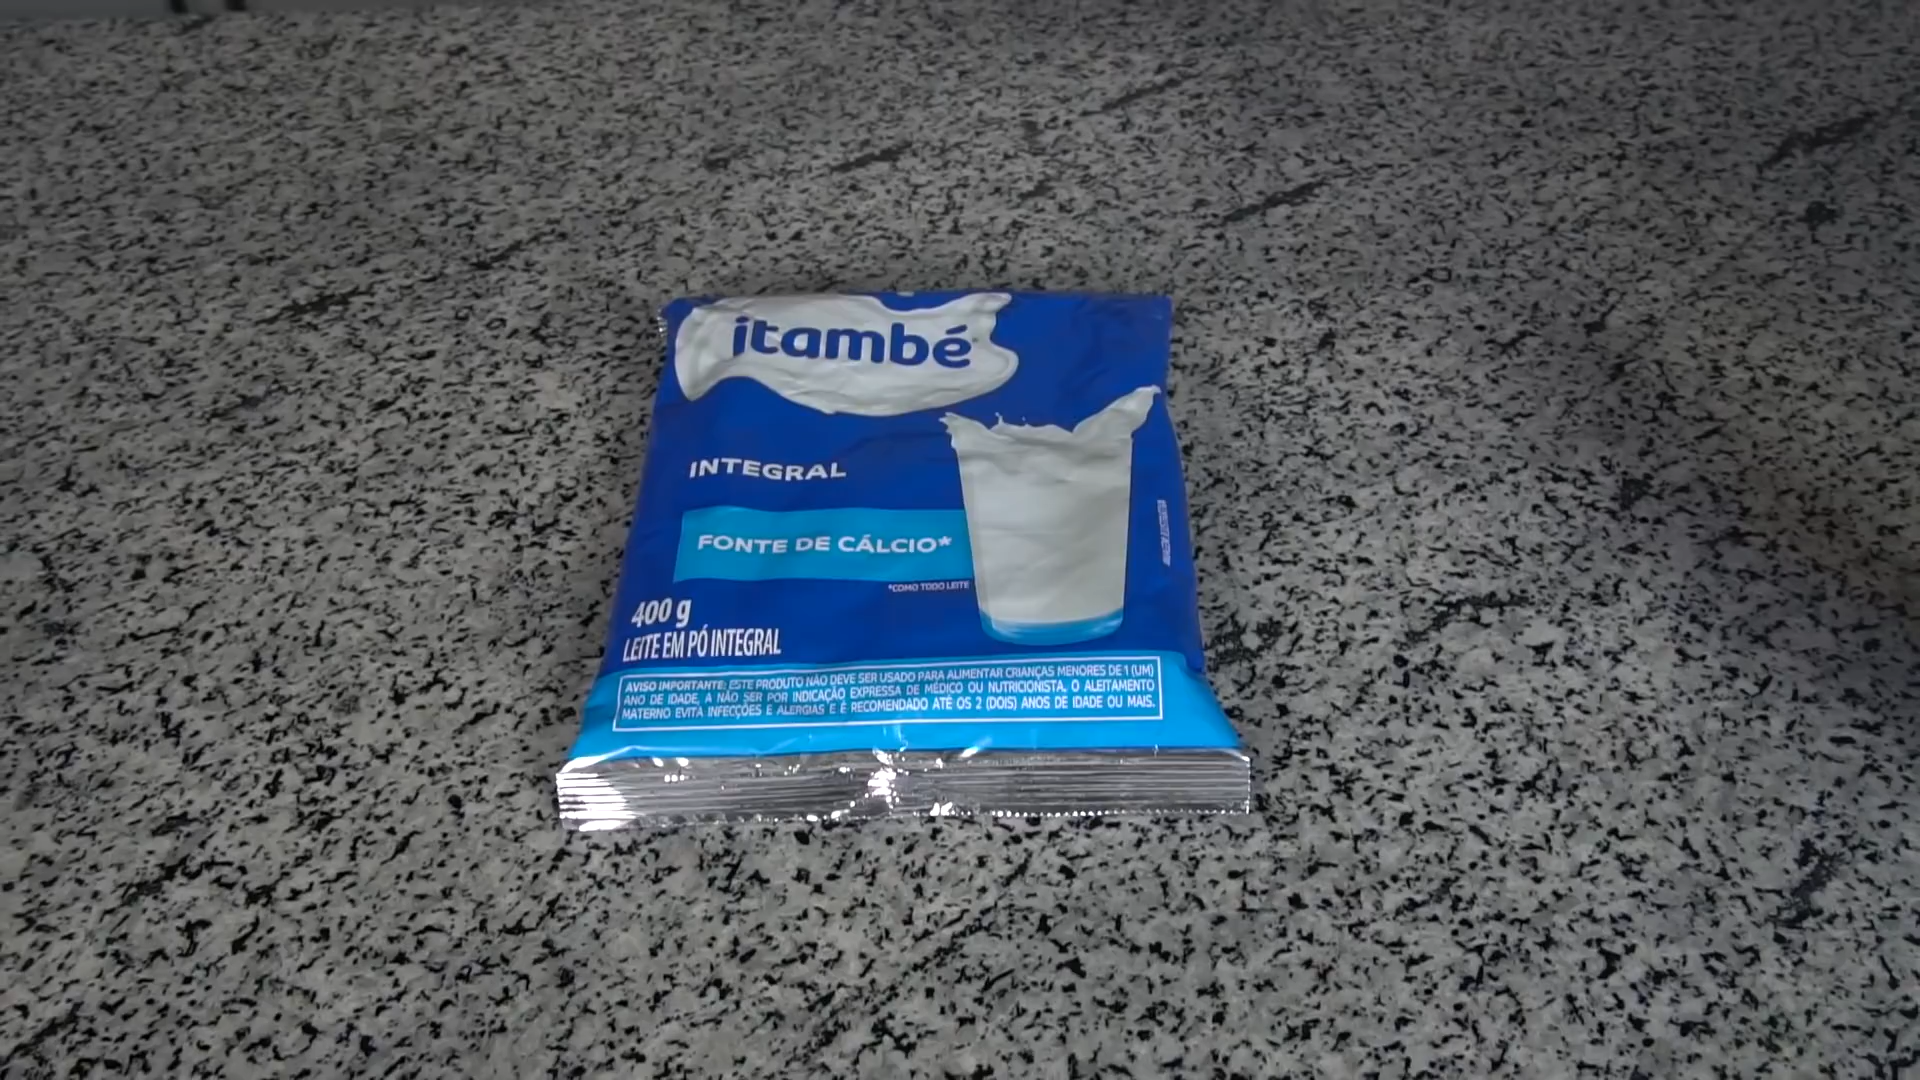 itambé
INTEGRAL
FONTE DE CÁLCIO*
*COMO TODO LEITE
400 g
LEITE EM PÓ INTEGRAL
AVISO IMPORTANTE: ESTE PRODUTO NÃO DEVE SER USADO PARA ALIMENTAR CRIANÇAS MENORES DE 1 (UM)
ANO DE IDADE, A NÃO SER POR INDICAÇÃO EXPRESSA DE MÉDICO OU NUTRICIONISTA. O ALEITAMENTO
MATERNO EVITA INFECÇÕES E ALERGIAS E É RECOMENDADO ATÉ OS 2 (DOIS) ANOS DE IDADE OU MAIS.